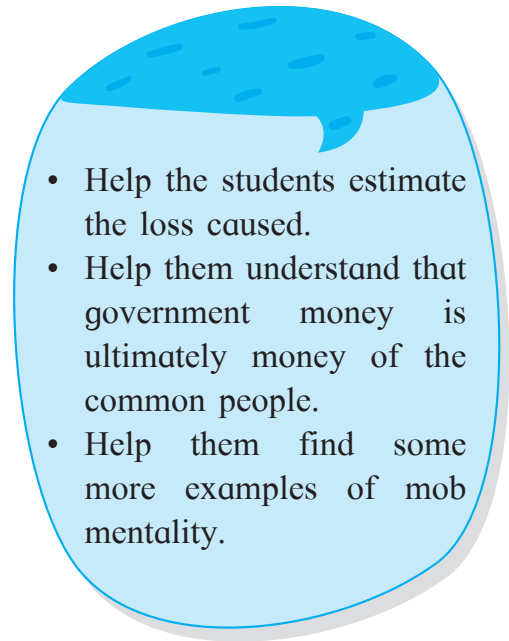 • Help the students estimate
the loss caused.
• Help them understand that
government money is
ultimately money of the
common people.
• Help them find some
more examples of mob
mentality.